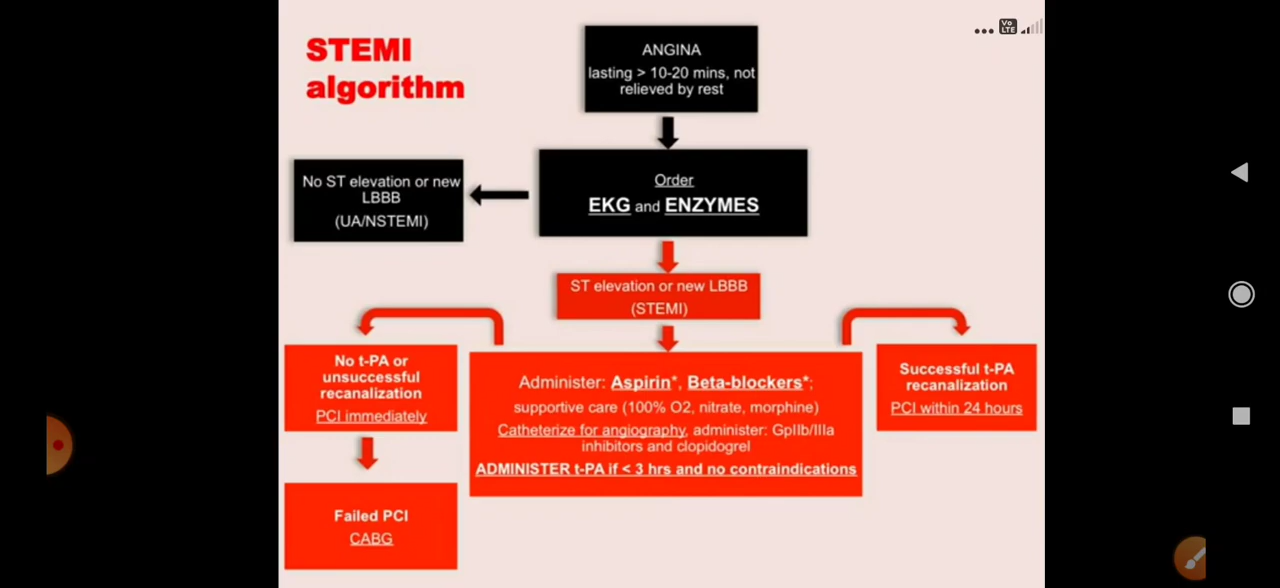 STEMI
algorithm
Vo
LTE
ANGINA
lasting > 10-20 mins, not
relieved by rest
Order
EKG and ENZYMES
No ST elevation or new
LBBB
(UA/NSTEMI)
ST elevation or new LBBB
(STEMI)
No t-PA or
unsuccessful
recanalization
PCI immediately
Administer: Aspirin*, Beta-blockers*;
supportive care (100% O2, nitrate, morphine)
Catheterize for angiography, administer: GpIIb/IIIa
inhibitors and clopidogrel
ADMINISTER t-PA if < 3 hrs and no contraindications
Successful t-PA
recanalization
PCI within 24 hours
Failed PCI
CABG